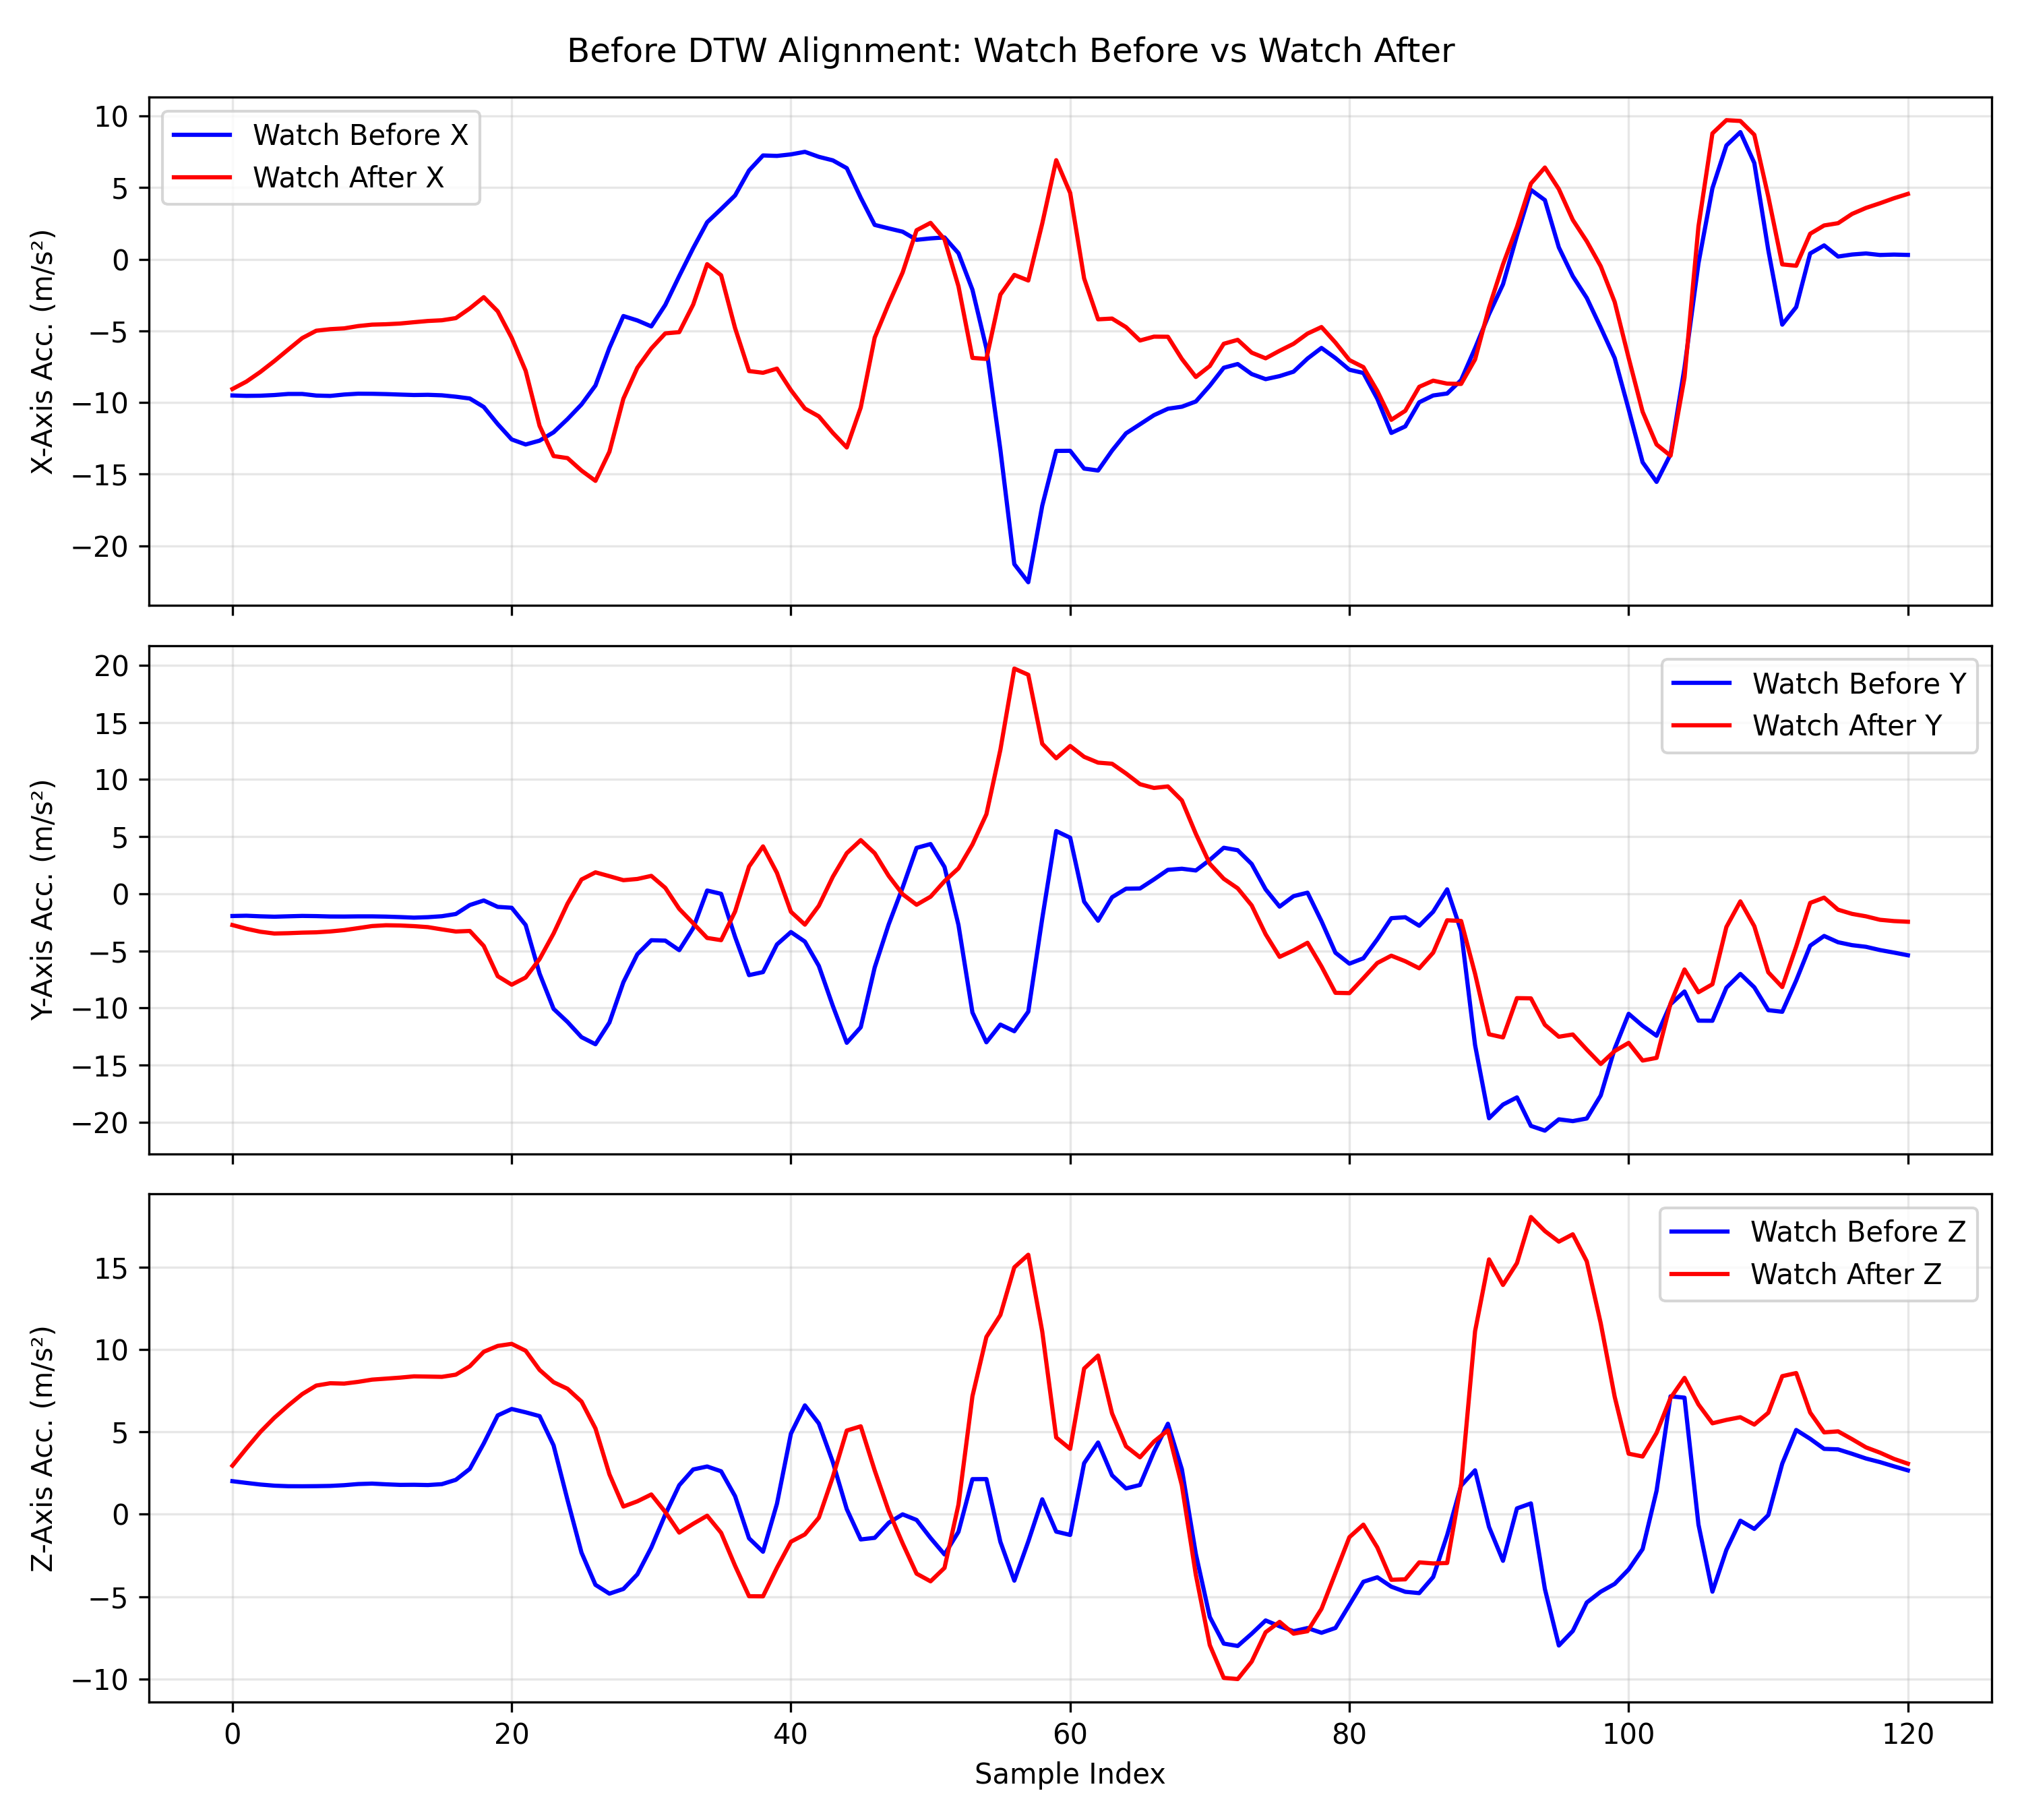 Before DTW Alignment: Watch Before vs Watch After
10
5
0
−5
−10
−15
−20
X-Axis Acc. (m/s²)
Watch Before X
Watch After X
20
15
10
5
0
−5
−10
−15
−20
Y-Axis Acc. (m/s²)
Watch Before Y
Watch After Y
15
10
5
0
−5
−10
Z-Axis Acc. (m/s²)
Watch Before Z
Watch After Z
0 20 40 60 80 100 120
Sample Index